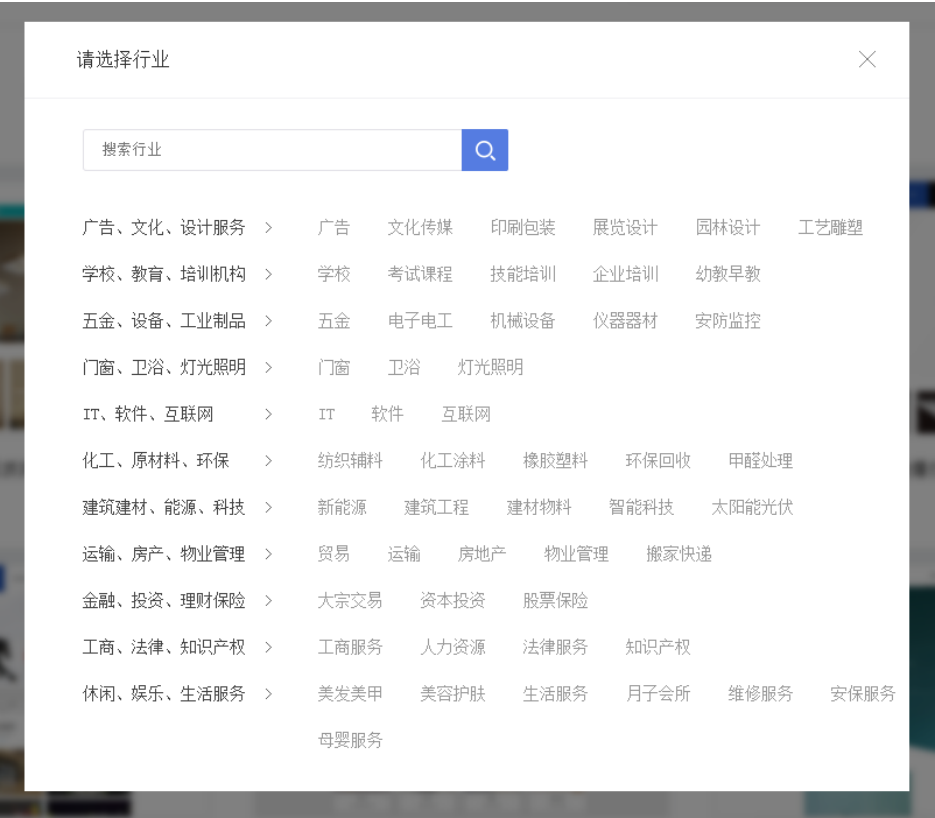 请选择行业
搜索行业
广告、文化、设计服务 > 广告 文化传媒 印刷包装 展览设计 园林设计 工艺雕塑
学校、教育、培训机构 > 学校 考试课程 技能培训 企业培训 幼教早教
五金、设备、工业制品 > 五金 电子电工 机械设备 仪器器材 安防监控
门窗、卫浴、灯光照明 > 门窗 卫浴 灯光照明
IT、软件、互联网 > IT 软件 互联网
化工、原材料、环保 > 纺织辅料 化工涂料 橡胶塑料 环保回收 甲醛处理
建筑建材、能源、科技 > 新能源 建筑工程 建材物料 智能科技 太阳能光伏
运输、房产、物业管理 > 贸易 运输 房地产 物业管理 搬家快递
金融、投资、理财保险 > 大宗交易 资本投资 股票保险
工商、法律、知识产权 > 工商服务 人力资源 法律服务 知识产权
休闲、娱乐、生活服务 > 美发美甲 美容护肤 生活服务 月子会所 维修服务 安保服务
母婴服务